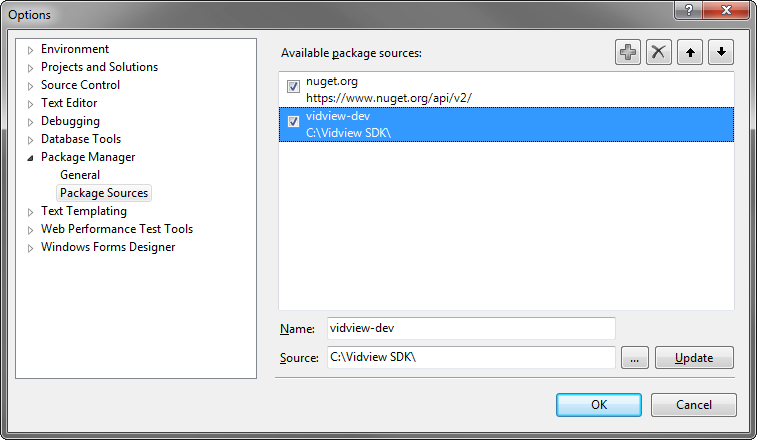 Options
Environment
Projects and Solutions
Source Control
Text Editor
Debugging
Database Tools
Package Manager
General
Package Sources
Text Templating
Web Performance Test Tools
Windows Forms Designer
Available package sources:
nuget.org
https://www.nuget.org/api/v2/
vidview-dev
C:\Vidview SDK\
Name: vidview-dev
Source: C:\Vidview SDK\ ... Update
OK Cancel